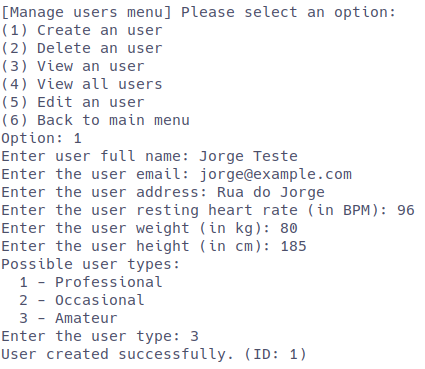 [Manage users menu] Please select an option:
(1) Create an user
(2) Delete an user
(3) View an user
(4) View all users
(5) Edit an user
(6) Back to main menu
Option: 1
Enter user full name: Jorge Teste
Enter the user email: jorge@example.com
Enter the user address: Rua do Jorge
Enter the user resting heart rate (in BPM): 96
Enter the user weight (in kg): 80
Enter the user height (in cm): 185
Possible user types:
  1 - Professional
  2 - Occasional
  3 - Amateur
Enter the user type: 3
User created successfully. (ID: 1)